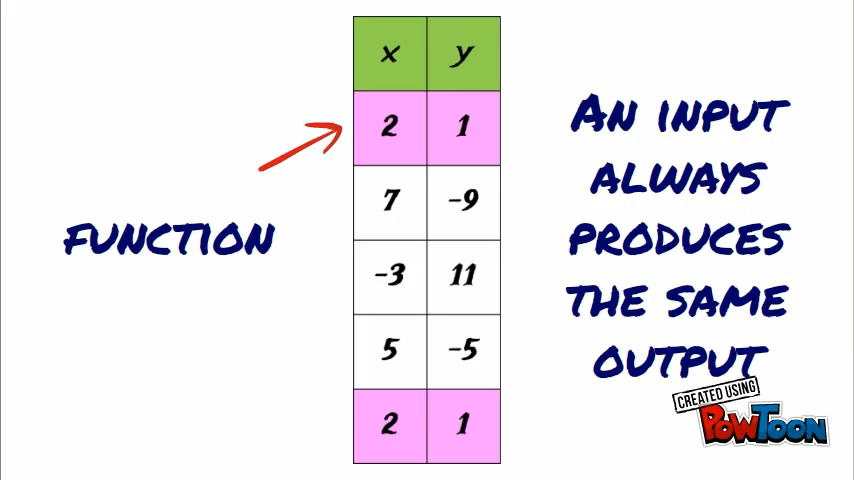 FUNCTION
x y
2 1
7 -9
-3 11
5 -5
2 1
AN INPUT
ALWAYS
PRODUCES
THE SAME
OUTPUT
CREATED USING
POWTOON